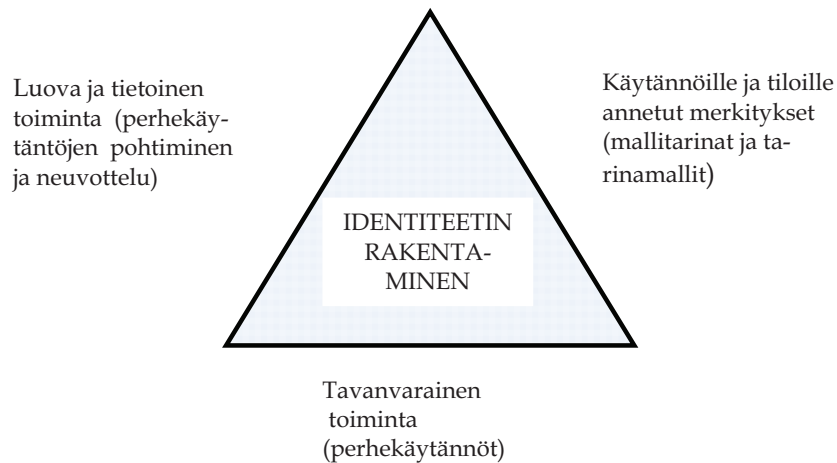 Luova ja tietoinen
toiminta (perhekäy-
täntöjen pohtiminen
ja neuvottelu)
Käytännöille ja tiloille
annetut merkitykset
(mallitarinat ja ta-
rinamallit)
IDENTITEETIN
RAKENTA-
MINEN
Tavanvarainen
toiminta
(perhekäytännöt)